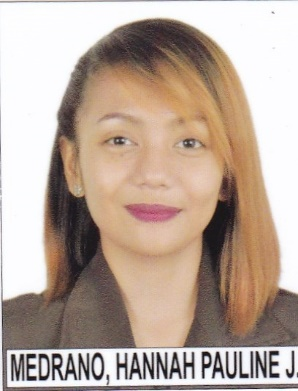 MEDRANO, HANNAH PAULINE J.